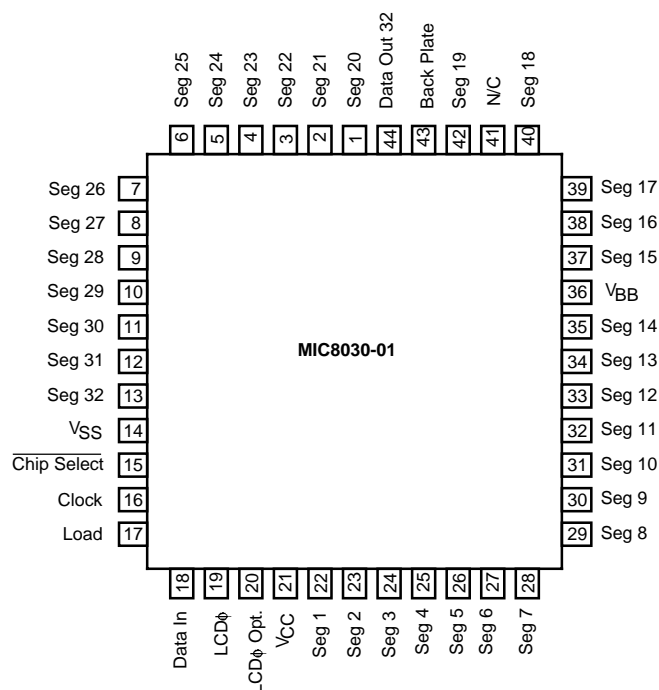 Seg 25
Seg 24
Seg 23
Seg 22
Seg 21
Seg 20
Data Out 32
Back Plate
Seg 19
N/C
Seg 18
6
5
4
3
2
1
44
43
42
41
40
Seg 26 7
Seg 27 8
Seg 28 9
Seg 29 10
Seg 30 11
Seg 31 12
Seg 32 13
VSS 14
Chip Select 15
Clock 16
Load 17
MIC8030-01
39 Seg 17
38 Seg 16
37 Seg 15
36 VBB
35 Seg 14
34 Seg 13
33 Seg 12
32 Seg 11
31 Seg 10
30 Seg 9
29 Seg 8
18
19
20
21
22
23
24
25
26
27
28
Data In
LCDϕ
LCDϕ Opt.
VCC
Seg 1
Seg 2
Seg 3
Seg 4
Seg 5
Seg 6
Seg 7